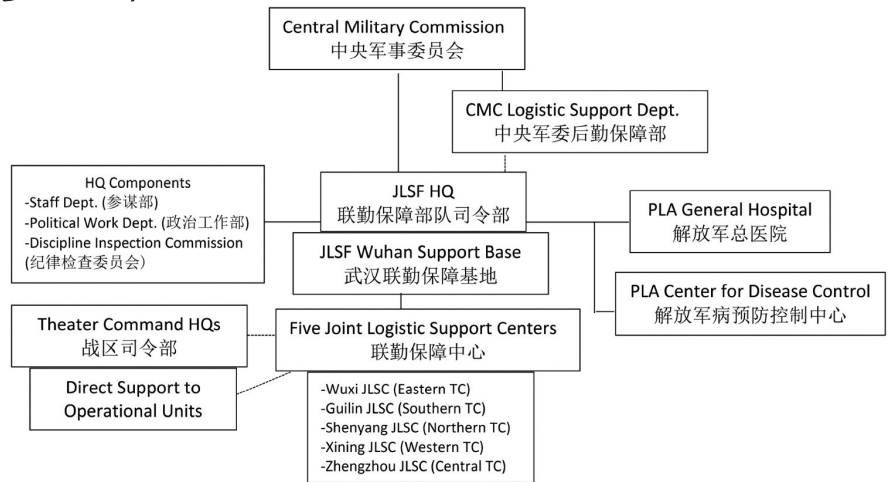 Central Military Commission
中央军事委员会
CMC Logistic Support Dept.
中央军委后勤保障部
HQ Components
-Staff Dept. (参谋部)
-Political Work Dept. (政治工作部)
-Discipline Inspection Commission
(纪律检查委员会）
JLSF HQ
联勤保障部队司令部
PLA General Hospital
解放军总医院
JLSF Wuhan Support Base
武汉联勤保障基地
PLA Center for Disease Control
解放军病预防控制中心
Theater Command HQs
战区司令部
Five Joint Logistic Support Centers
联勤保障中心
Direct Support to
Operational Units
-Wuxi JLSC (Eastern TC)
-Guilin JLSC (Southern TC)
-Shenyang JLSC (Northern TC)
-Xining JLSC (Western TC)
-Zhengzhou JLSC (Central TC)